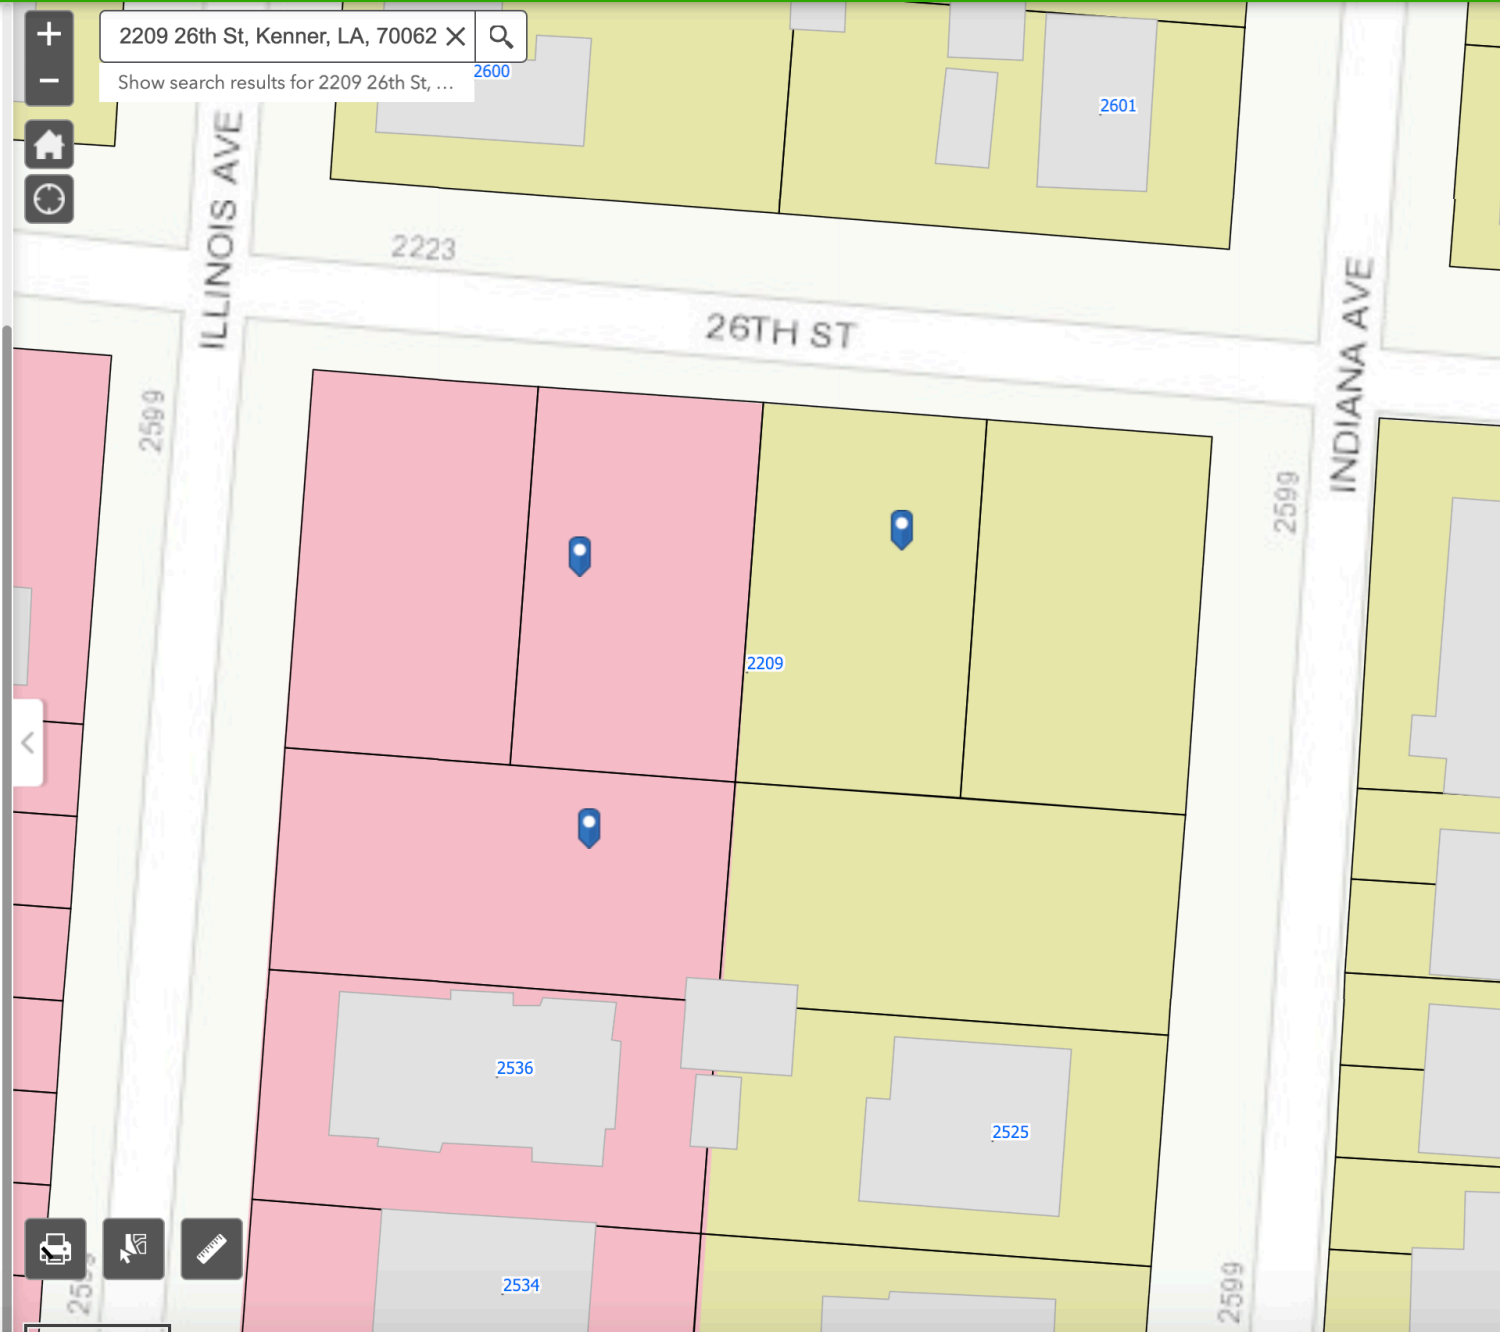 2209 26th St, Kenner, LA, 70062
Show search results for 2209 26th St, ...
2600
2601
ILLINOIS AVE
2223
26TH ST
INDIANA AVE
2599
2599
2209
2536
2525
2534
2599